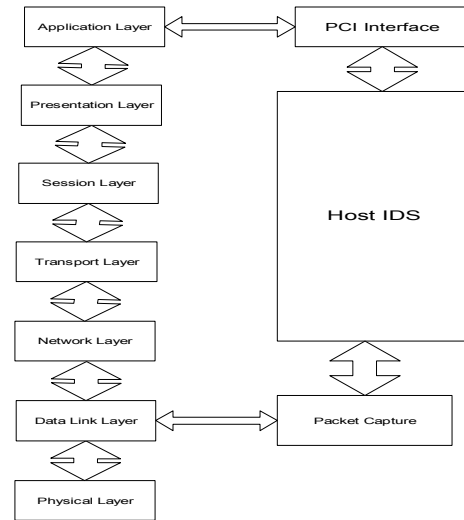 Application Layer
PCI Interface
Presentation Layer
Session Layer
Host IDS
Transport Layer
Network Layer
Data Link Layer
Packet Capture
Physical Layer